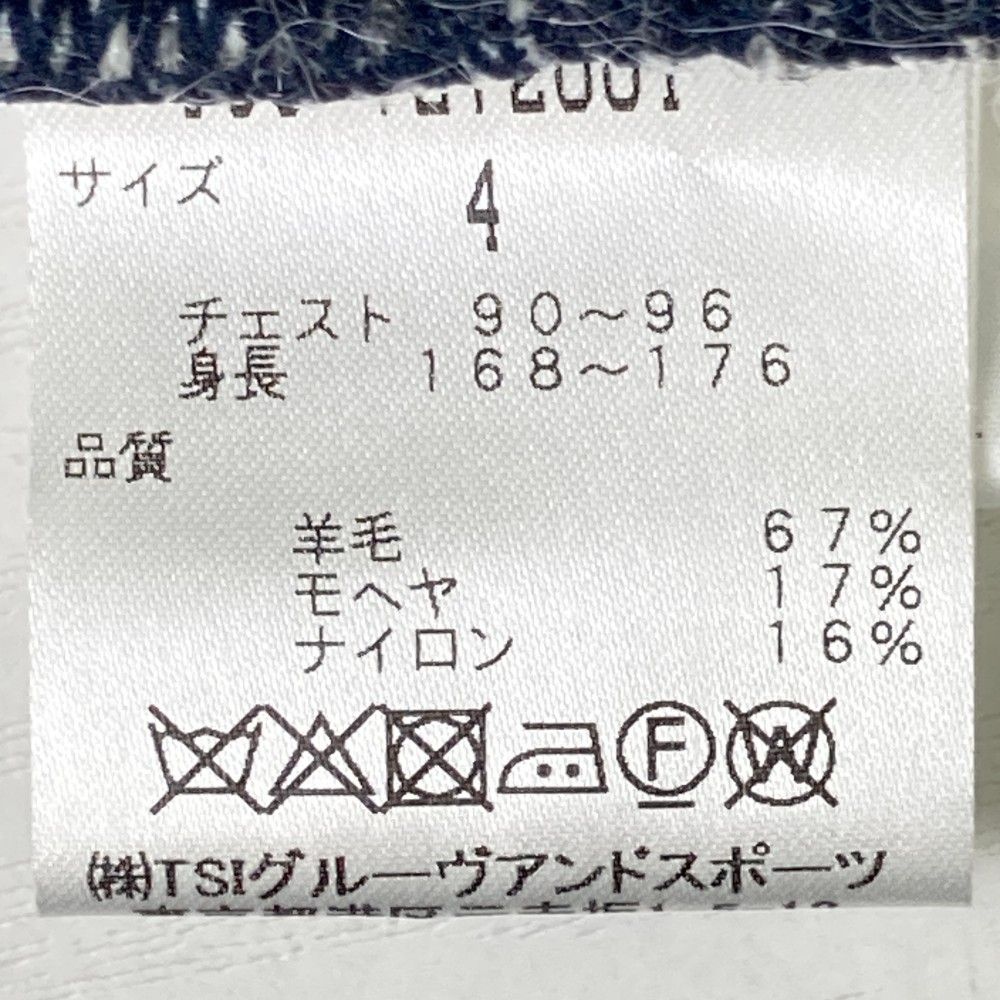 サイズ 4
チェスト 90～96
身長 168～176
品質
羊毛 67%
モヘヤ 17%
ナイロン 16%
F W
(株)TSIグルーヴアンドスポーツ